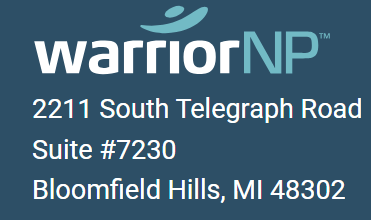 warriorNP™
2211 South Telegraph Road
Suite #7230
Bloomfield Hills, MI 48302